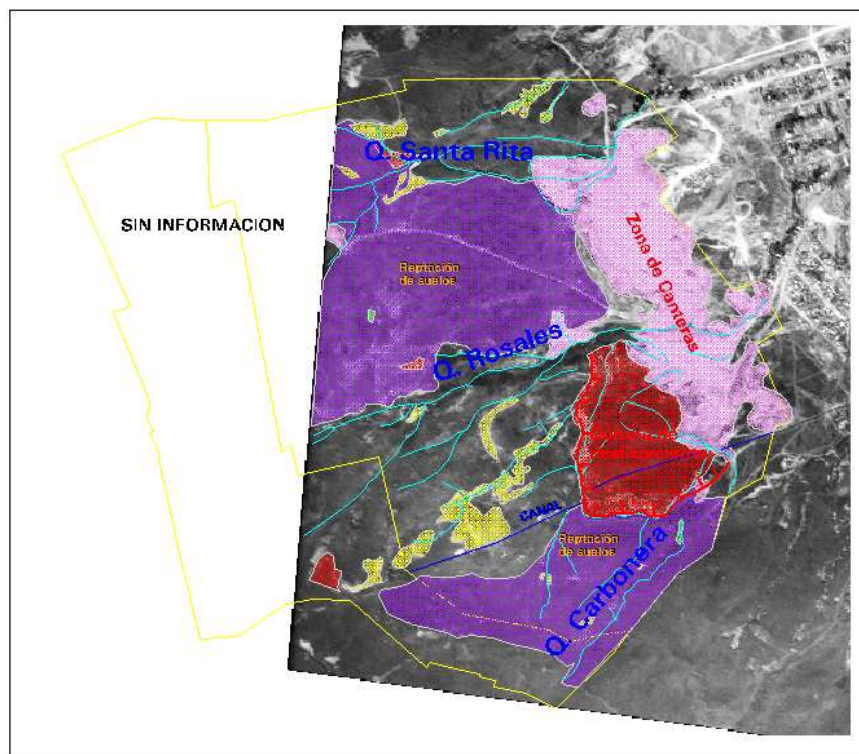 Q. Santa Rita
SIN INFORMACION
Zona de Canteras
Reptación
de suelos
Q. Rosales
CANAL
Reptación
de suelos
Q. Carbonera